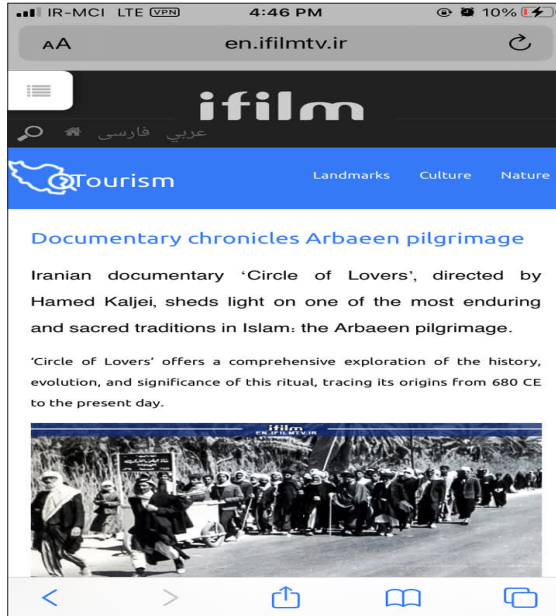 IR-MCI LTE VPN 4:46 PM 10%
AA en.ifilmtv.ir
ifilm
عربي فارسی
Tourism Landmarks Culture Nature
Documentary chronicles Arbaeen pilgrimage
Iranian documentary ‘Circle of Lovers’, directed by
Hamed Kaljei, sheds light on one of the most enduring
and sacred traditions in Islam: the Arbaeen pilgrimage.
‘Circle of Lovers’ offers a comprehensive exploration of the history,
evolution, and significance of this ritual, tracing its origins from 680 CE
to the present day.
ifilm
EN.IFILMTV.IR